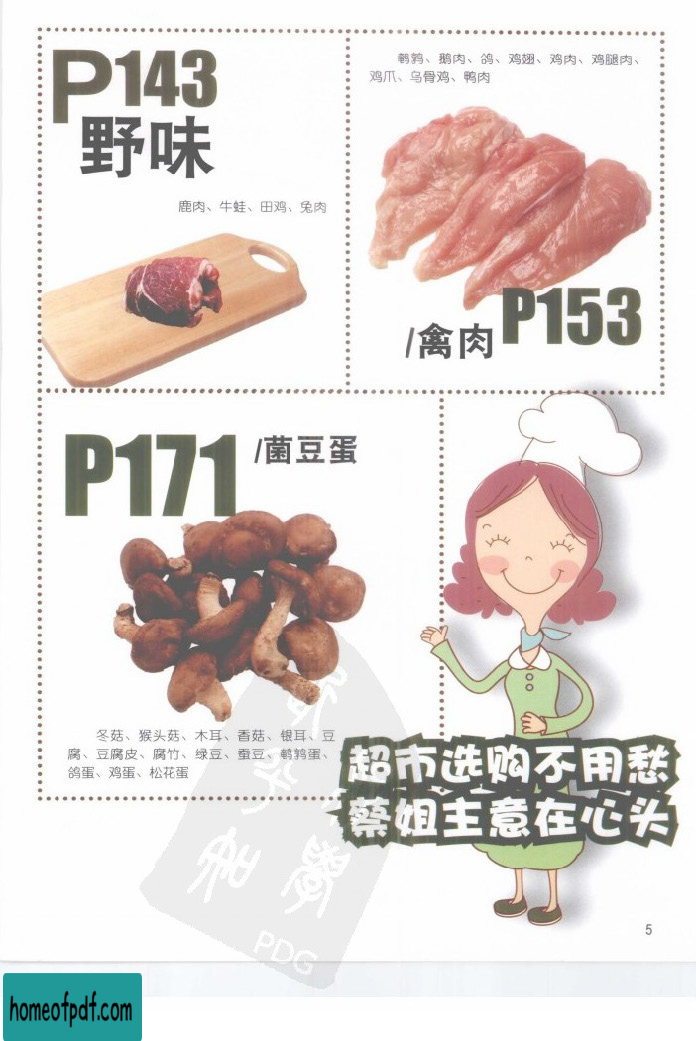 P143
野味
鹿肉、牛蛙、田鸡、兔肉
鹌鹑、鹅肉、鸽、鸡翅、鸡肉、鸡腿肉、
鸡爪、乌骨鸡、鸭肉
/禽肉 P153
P171 /菌豆蛋
冬菇、猴头菇、木耳、香菇、银耳、豆
腐、豆腐皮、腐竹、绿豆、蚕豆、鹌鹑蛋、
鸽蛋、鸡蛋、松花蛋
超市选购不用愁
蔡姐主意在心头
PDG
5
homeofpdf.com